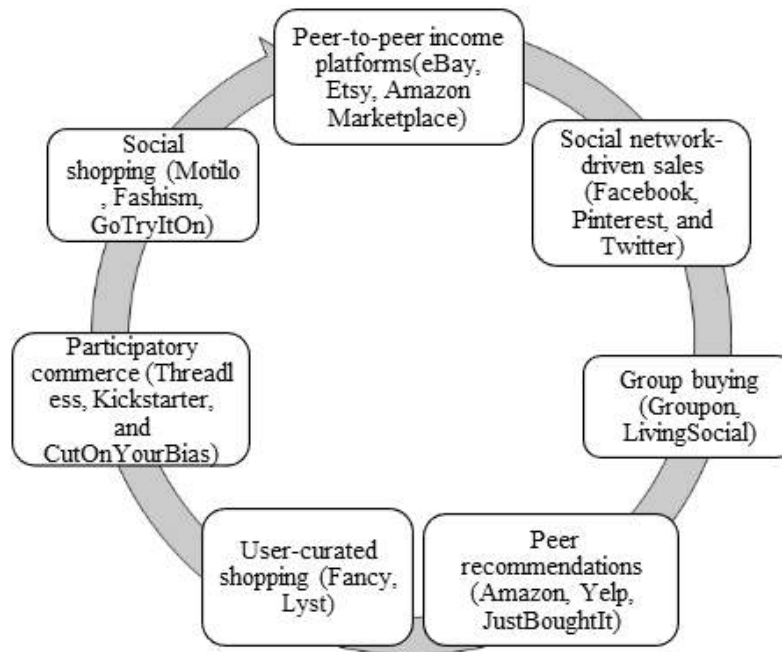 Peer-to-peer income
platforms(eBay,
Etsy, Amazon
Marketplace)
Social network-
driven sales
(Facebook,
Pinterest, and
Twitter)
Group buying
(Groupon,
LivingSocial)
Peer
recommendations
(Amazon, Yelp,
JustBoughtIt)
User-curated
shopping (Fancy,
Lyst)
Participatory
commerce (Threadl
ess, Kickstarter,
and
CutOnYourBias)
Social
shopping (Motilo
, Fashism,
GoTryItOn)